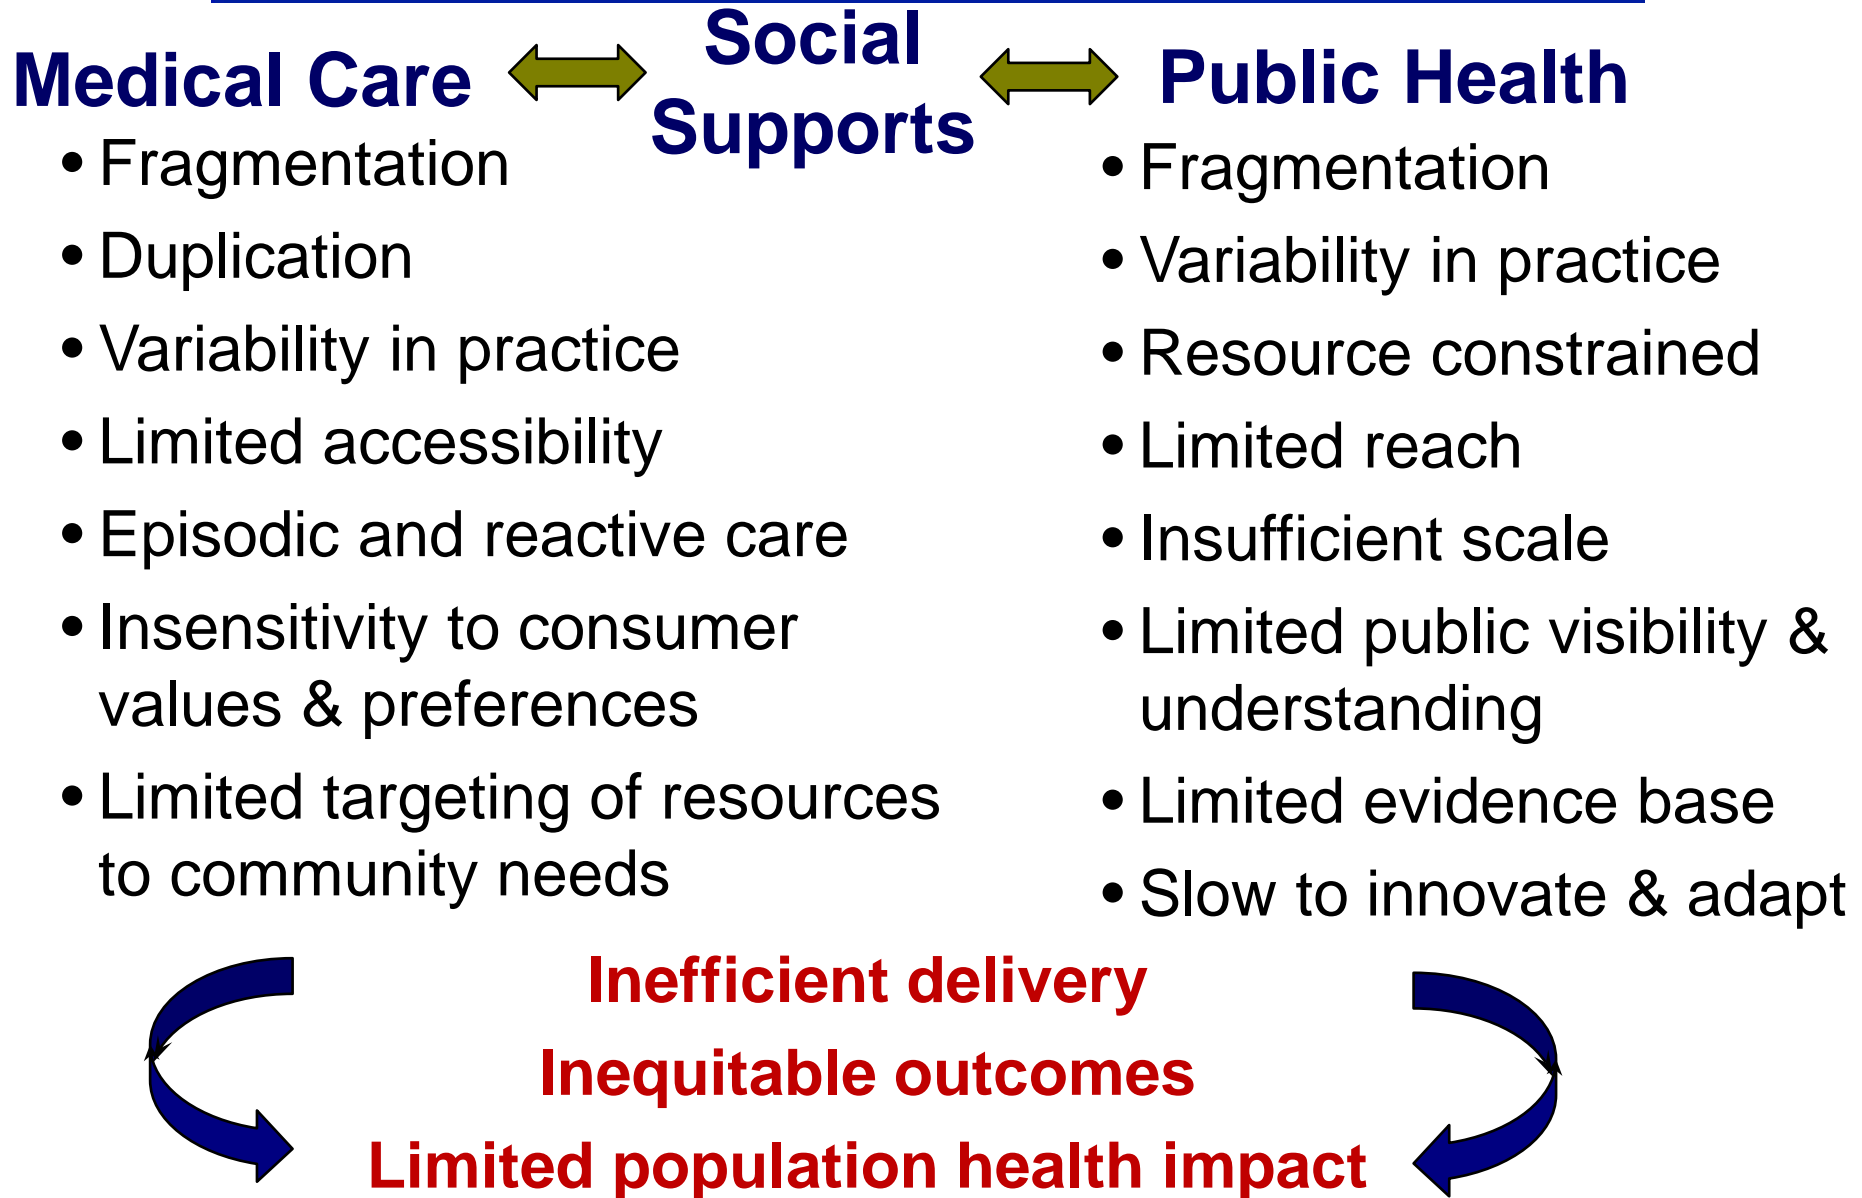 Medical Care
• Fragmentation
• Duplication
• Variability in practice
• Limited accessibility
• Episodic and reactive care
• Insensitivity to consumer
values & preferences
• Limited targeting of resources
to community needs
Social
Supports
Public Health
• Fragmentation
• Variability in practice
• Resource constrained
• Limited reach
• Insufficient scale
• Limited public visibility &
understanding
• Limited evidence base
• Slow to innovate & adapt
Inefficient delivery
Inequitable outcomes
Limited population health impact